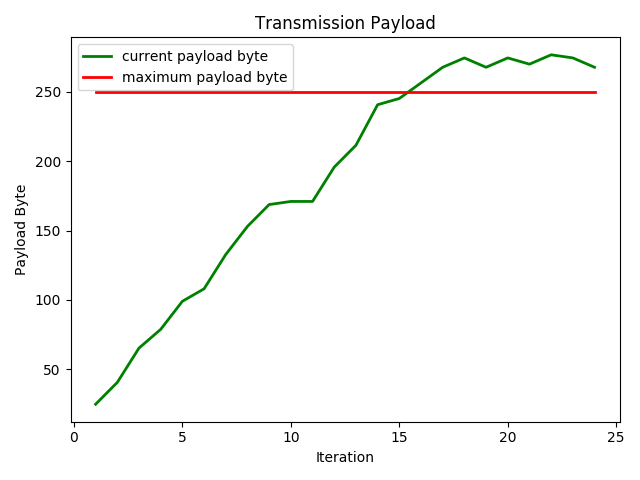 Transmission Payload
current payload byte
maximum payload byte
Payload Byte
250
200
150
100
50
0 5 10 15 20 25
Iteration